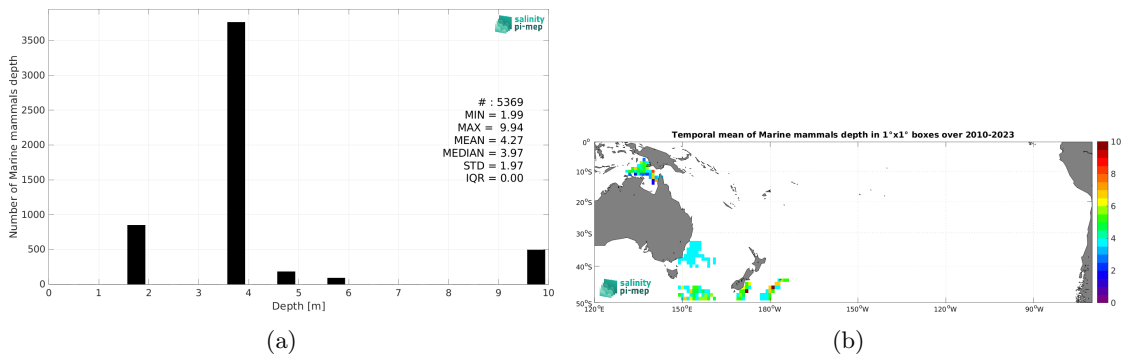 salinity
pi-mep
3500
3000
2500
2000
1500
1000
500
0
Number of Marine mammals depth
# : 5369
MIN = 1.99
MAX = 9.94
MEAN = 4.27
MEDIAN = 3.97
STD = 1.97
IQR = 0.00
0 1 2 3 4 5 6 7 8 9 10
Depth [m]
(a)
Temporal mean of Marine mammals depth in 1°x1° boxes over 2010-2023
0°
10°S
20°S
30°S
40°S
50°S
salinity
pi-mep
120°E 150°E 180°W 150°W 120°W 90°W
10
8
6
4
2
0
(b)